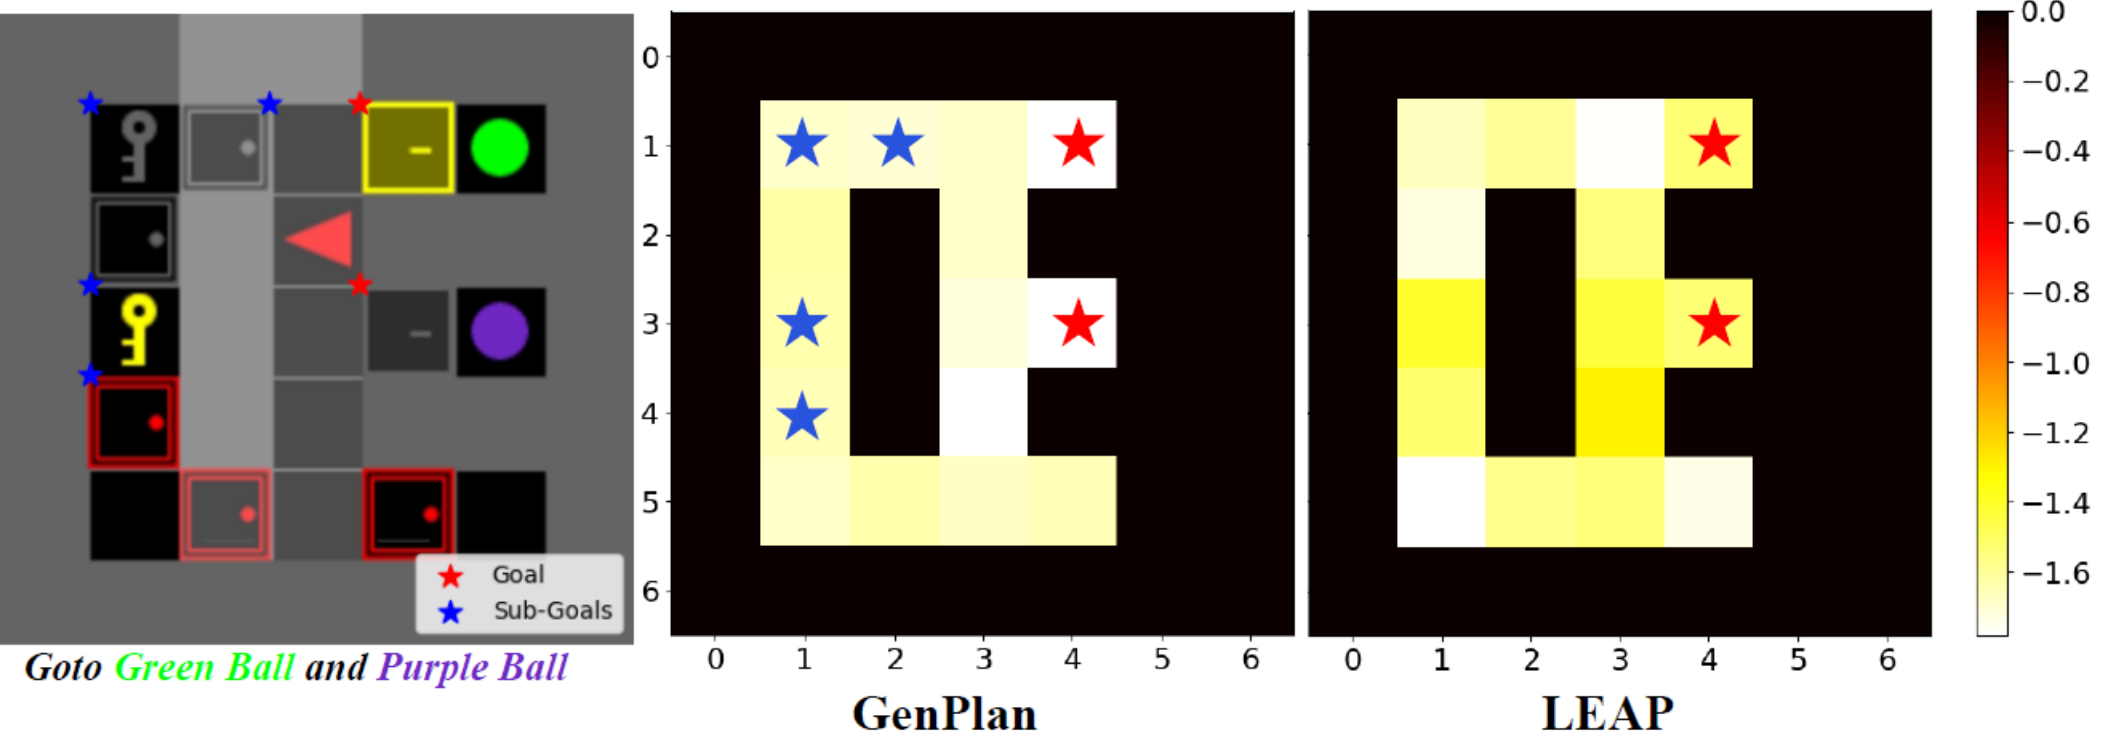 Goal
Sub-Goals
Goto Green Ball and Purple Ball
0
1
2
3
4
5
6
0 1 2 3 4 5 6
GenPlan
0 1 2 3 4 5 6
LEAP
0.0
−0.2
−0.4
−0.6
−0.8
−1.0
−1.2
−1.4
−1.6